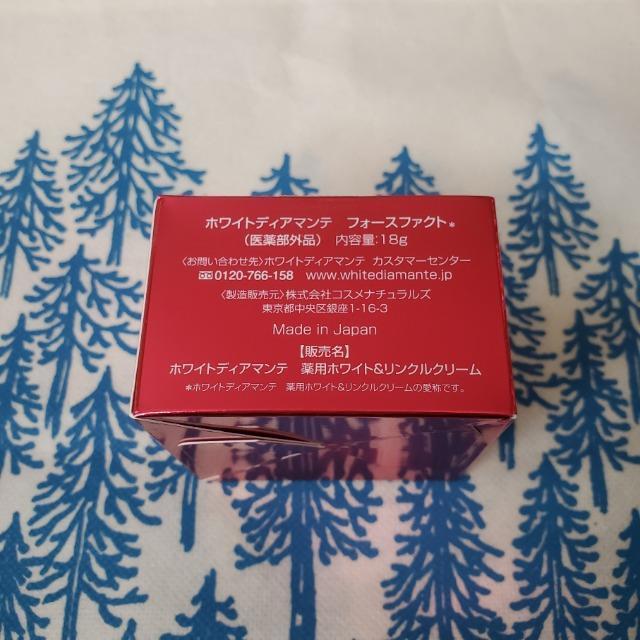 ホワイトディアマンテ フォースファクト*
(医薬部外品) 内容量:18g
〈お問い合わせ先〉ホワイトディアマンテ カスタマーセンター
0120-766-158 www.whitediamante.jp
〈製造販売元〉株式会社コスメナチュラルズ
東京都中央区銀座1-16-3
Made in Japan
【販売名】
ホワイトディアマンテ 薬用ホワイト&リンクルクリーム
*ホワイトディアマンテ 薬用ホワイト&リンクルクリームの愛称です。